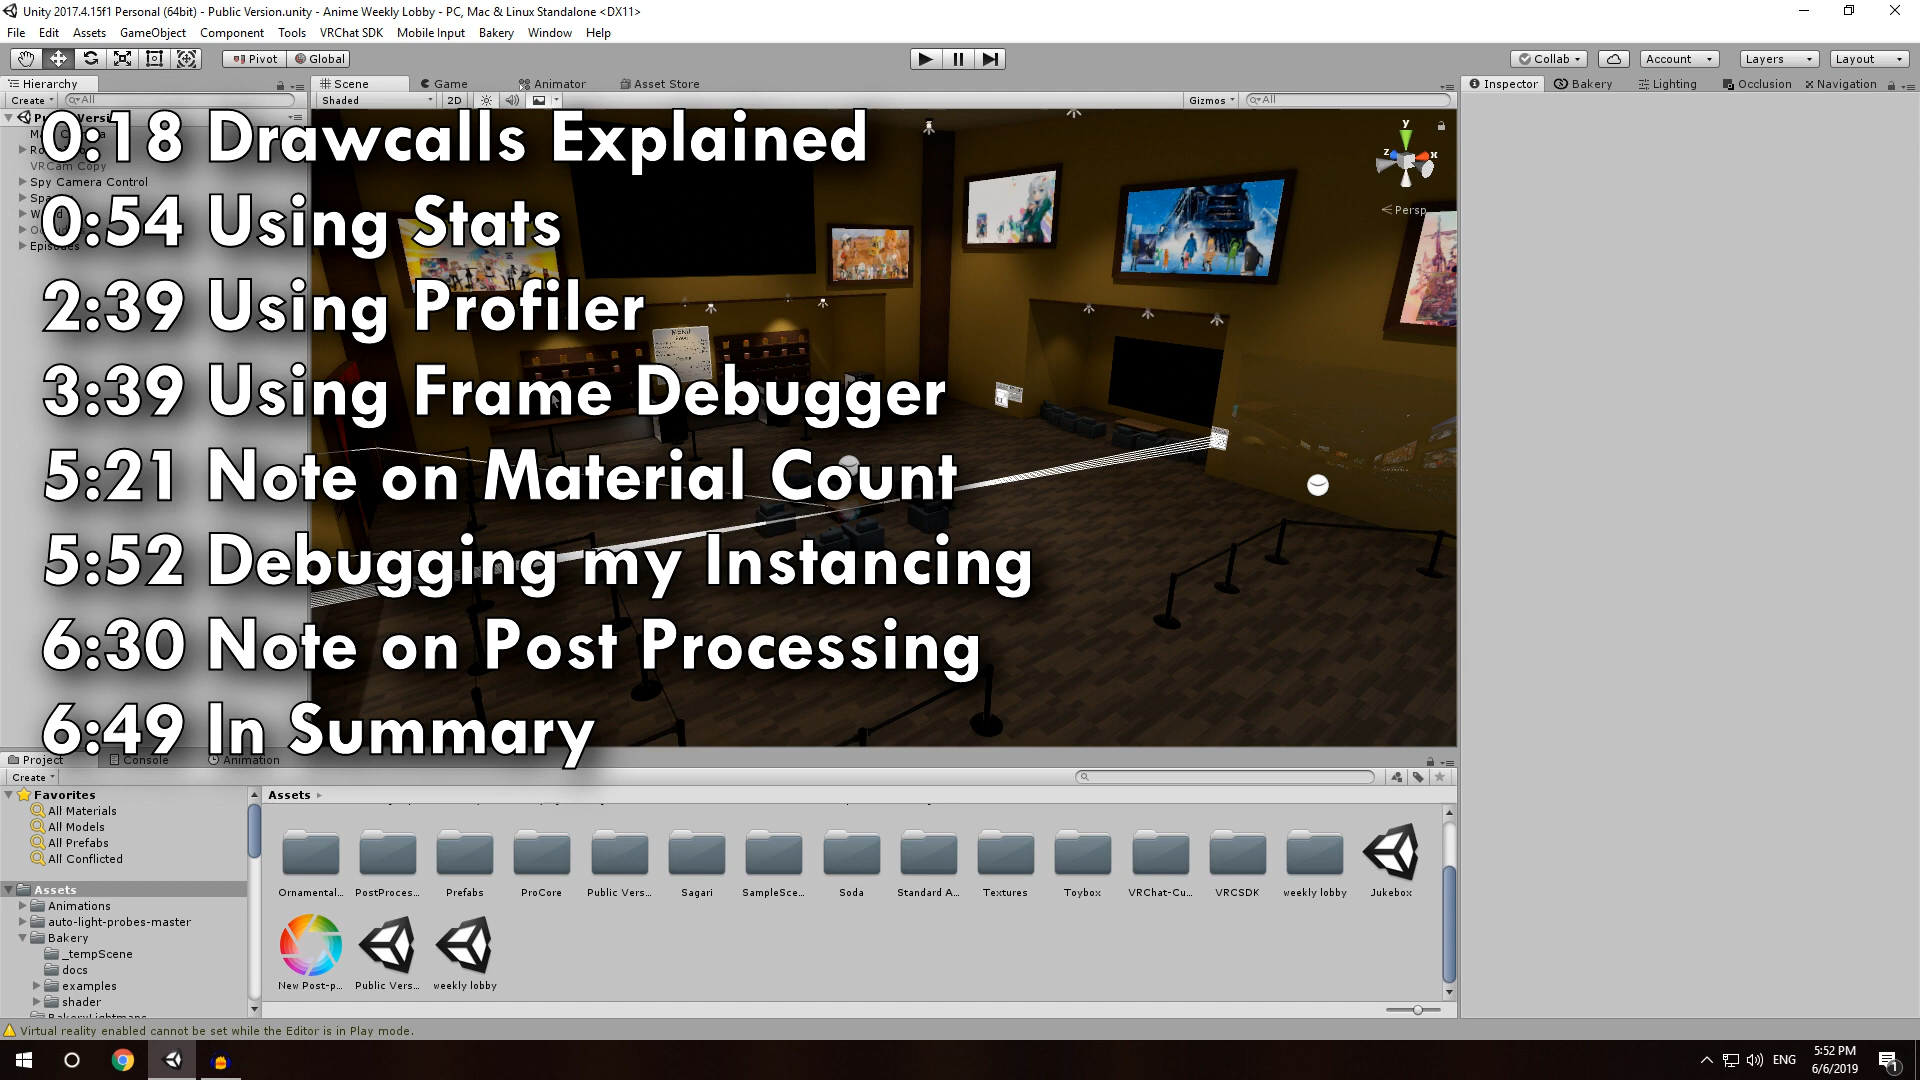 Unity 2017.4.15f1 Personal (64bit) - Public Version.unity - Anime Weekly Lobby - PC, Mac & Linux Standalone <DX11>
File Edit Assets GameObject Component Tools VRChat SDK Mobile Input Bakery Window Help
Pivot Global Collab Account Layers Layout
Hierarchy Scene Game Animator Asset Store Inspector Bakery Lighting Occlusion Navigation
Create All Shaded 2D Gizmos All
0:18 Drawcalls Explained
VRCam Copy
Spy Camera Control
y
z x
Persp
0:54 Using Stats
Episodes
2:39 Using Profiler
MENU
3:39 Using Frame Debugger
5:21 Note on Material Count
5:52 Debugging my Instancing
6:30 Note on Post Processing
6:49 In Summary
Project Console Animation
Create
Favorites
All Materials
All Models
All Prefabs
All Conflicted
Assets
Animations
auto-light-probes-master
Bakery
_tempScene
docs
examples
shader
Assets
Ornamental... PostProces... Prefabs ProCore Public Vers... Sagari SampleSce... Soda Standard A... Textures Toybox VRChat-Cu... VRCSDK weekly lobby Jukebox
New Post-p... Public Vers... weekly lobby
Virtual reality enabled cannot be set while the Editor is in Play mode.
ENG
5:52 PM
6/6/2019
1